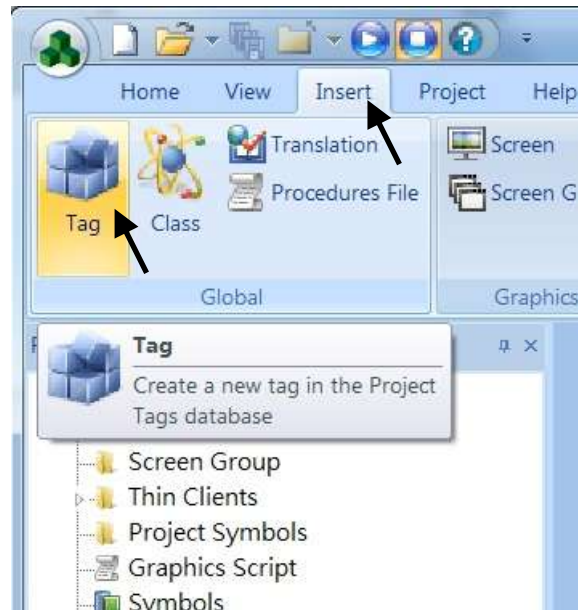 Home View Insert Project Help
Translation Screen
Procedures File Screen G
Tag Class
Global Graphics
Tag
Create a new tag in the Project
Tags database
Screen Group
Thin Clients
Project Symbols
Graphics Script
Symbols